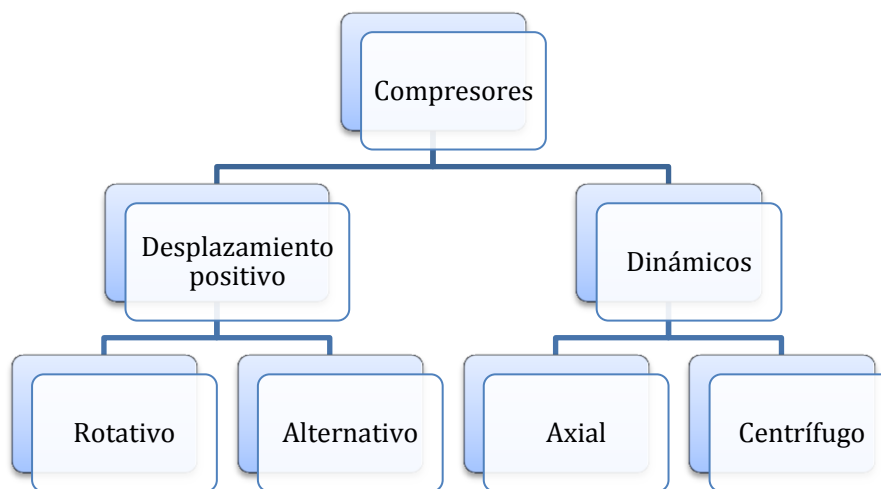 Compresores
Desplazamiento
positivo
Dinámicos
Rotativo
Alternativo
Axial
Centrífugo